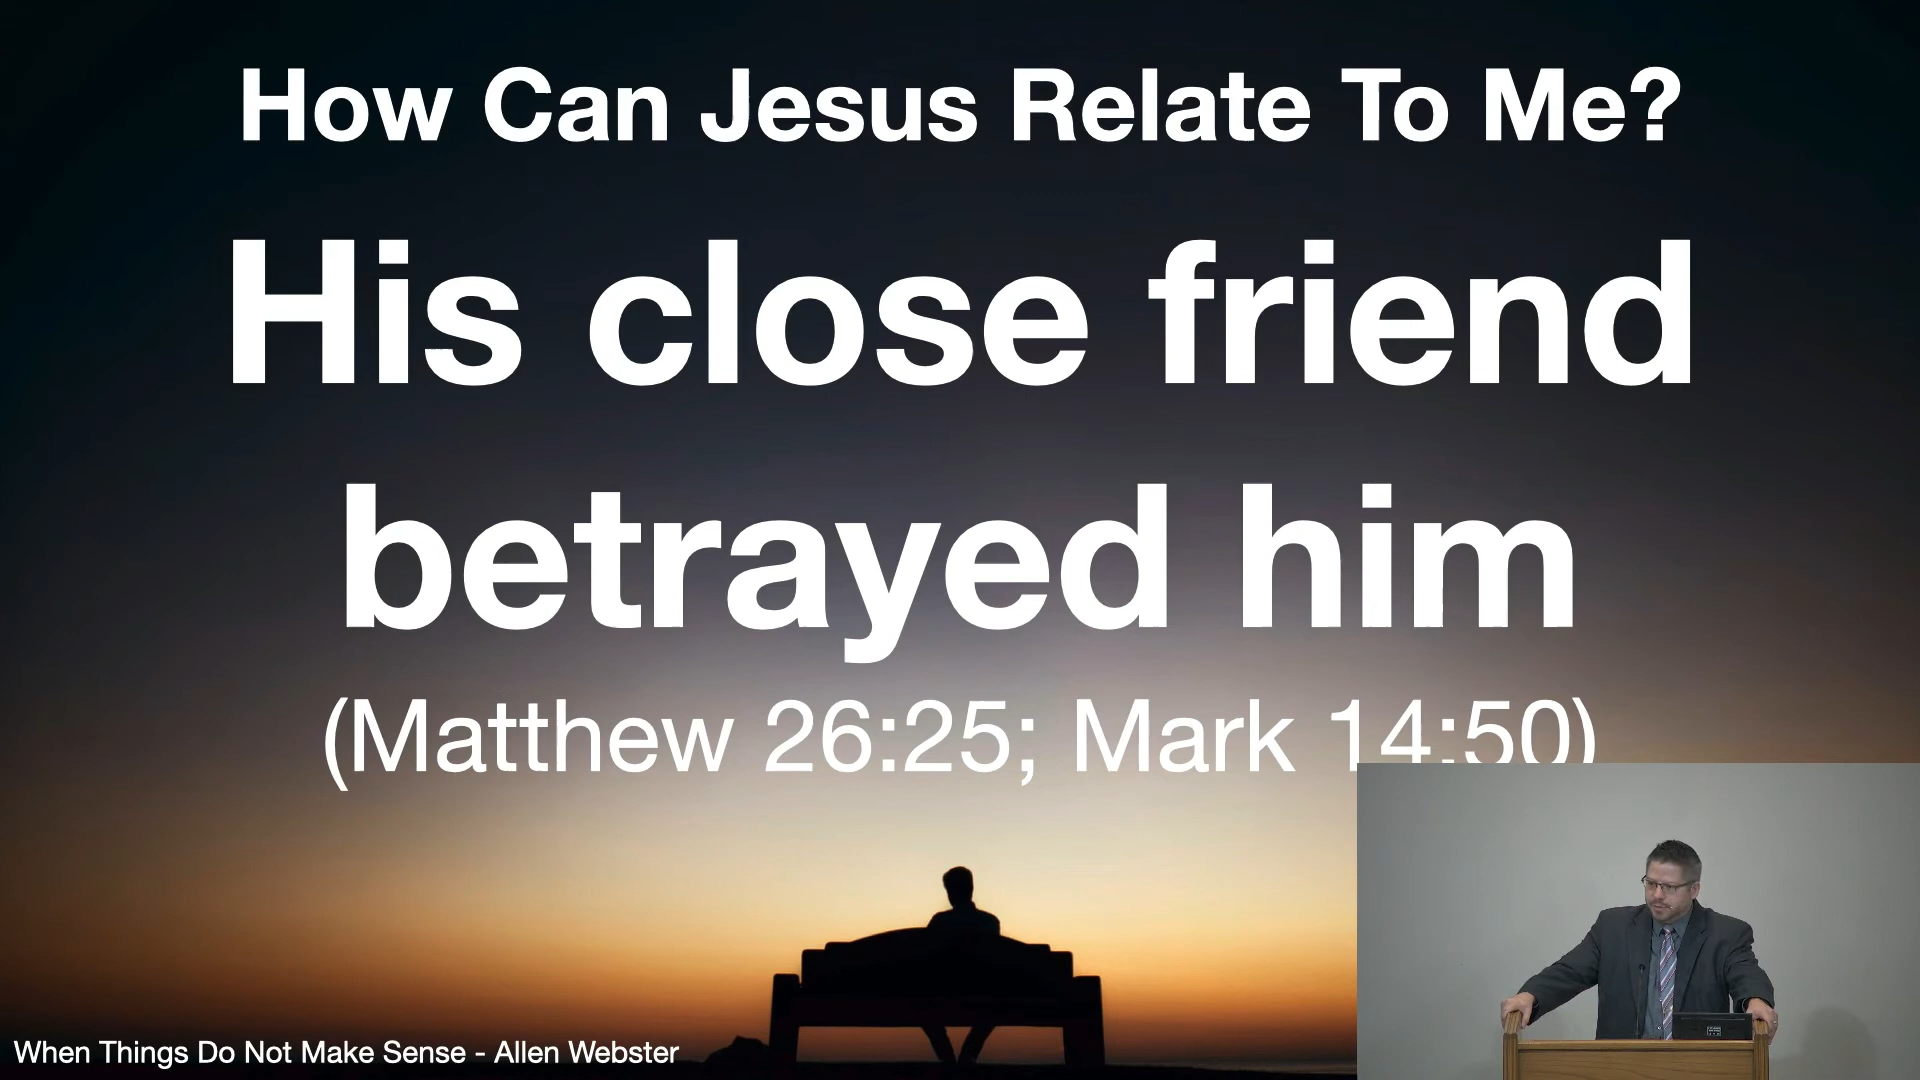 How Can Jesus Relate To Me?
His close friend
betrayed him
(Matthew 26:25; Mark 14:50)
When Things Do Not Make Sense - Allen Webster